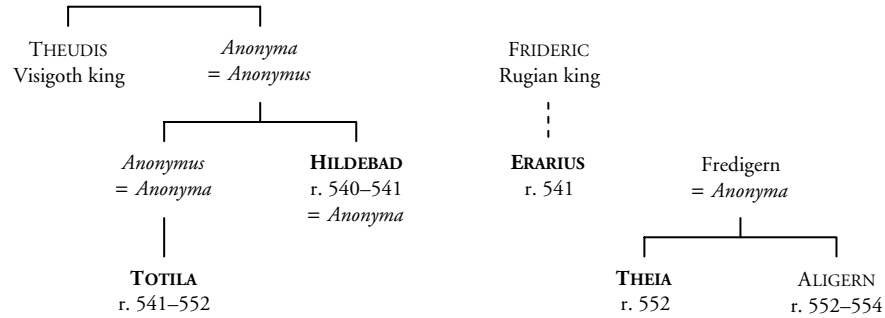 THEUDIS
Visigoth king
Anonyma
= Anonymus
FRIDERIC
Rugian king
Anonymus
= Anonyma
HILDEBAD
r. 540–541
= Anonyma
ERARIUS
r. 541
Fredigern
= Anonyma
TOTILA
r. 541–552
THEIA
r. 552
ALIGERN
r. 552–554